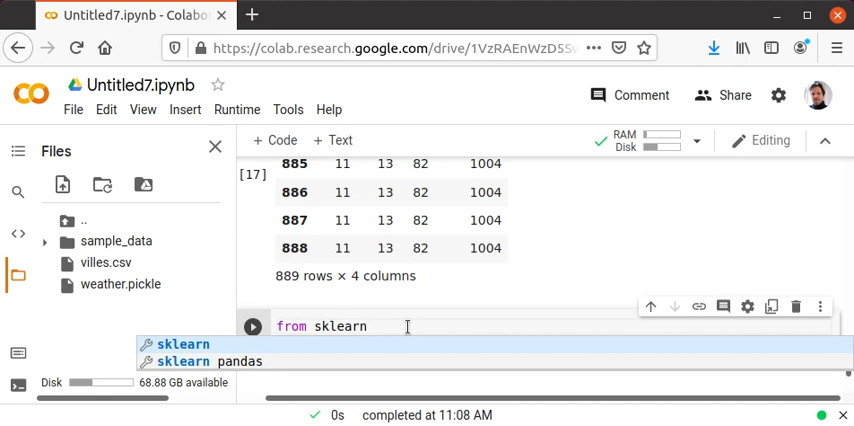 Untitled7.ipynb - Colabo
https://colab.research.google.com/drive/1VzRAEnWzD5Sw
Untitled7.ipynb
File Edit View Insert Runtime Tools Help
Comment Share
Files
+ Code + Text
RAM
Disk
Editing
..
sample_data
villes.csv
weather.pickle
[17]
885 11 13 82 1004
886 11 13 82 1004
887 11 13 82 1004
888 11 13 82 1004
889 rows × 4 columns
from sklearn
sklearn
sklearn pandas
Disk 68.88 GB available
0s completed at 11:08 AM